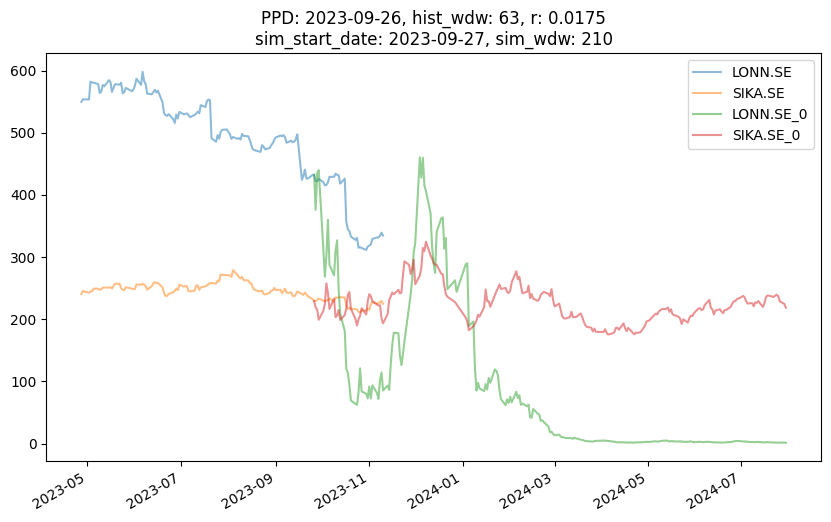 PPD: 2023-09-26, hist_wdw: 63, r: 0.0175
sim_start_date: 2023-09-27, sim_wdw: 210
LONN.SE
SIKA.SE
LONN.SE_0
SIKA.SE_0
600
500
400
300
200
100
0
2023-05
2023-07
2023-09
2023-11
2024-01
2024-03
2024-05
2024-07